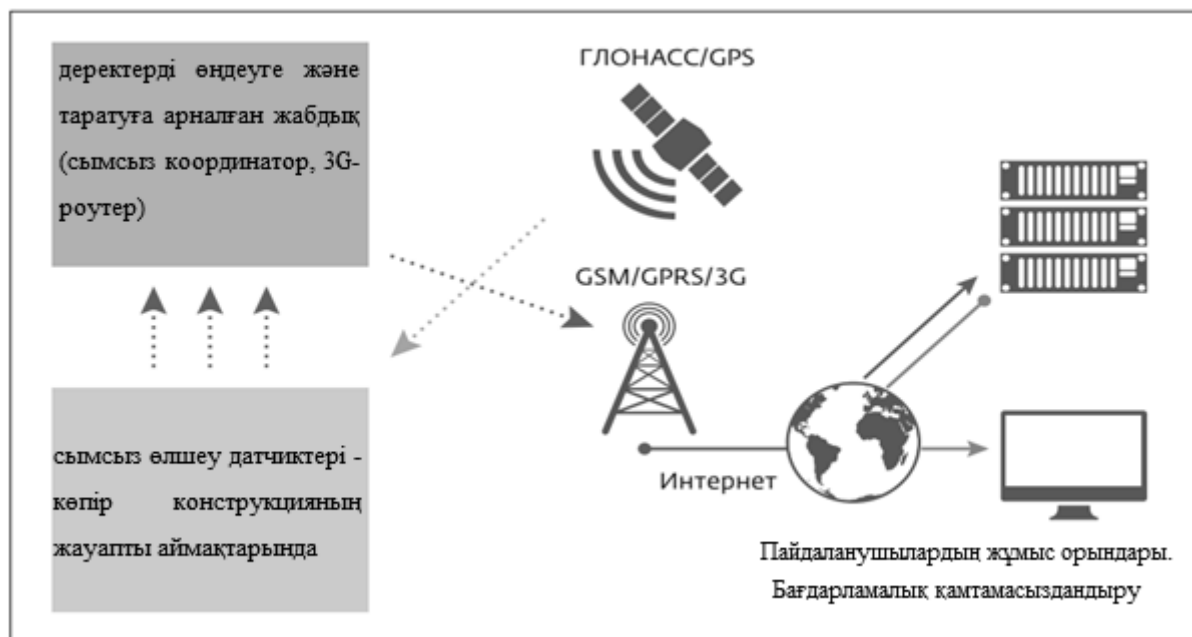 деректерді өңдеуге және
таратуға арналған жабдық
(сымсыз координатор, 3G-
роутер)
ГЛОНАСС/GPS
GSM/GPRS/3G
сымсыз өлшеу датчиктері -
көпір конструкцияның
жауапты аймақтарында
Интернет
Пайдаланушылардың жұмыс орындары.
Бағдарламалық қамтамасыздандыру